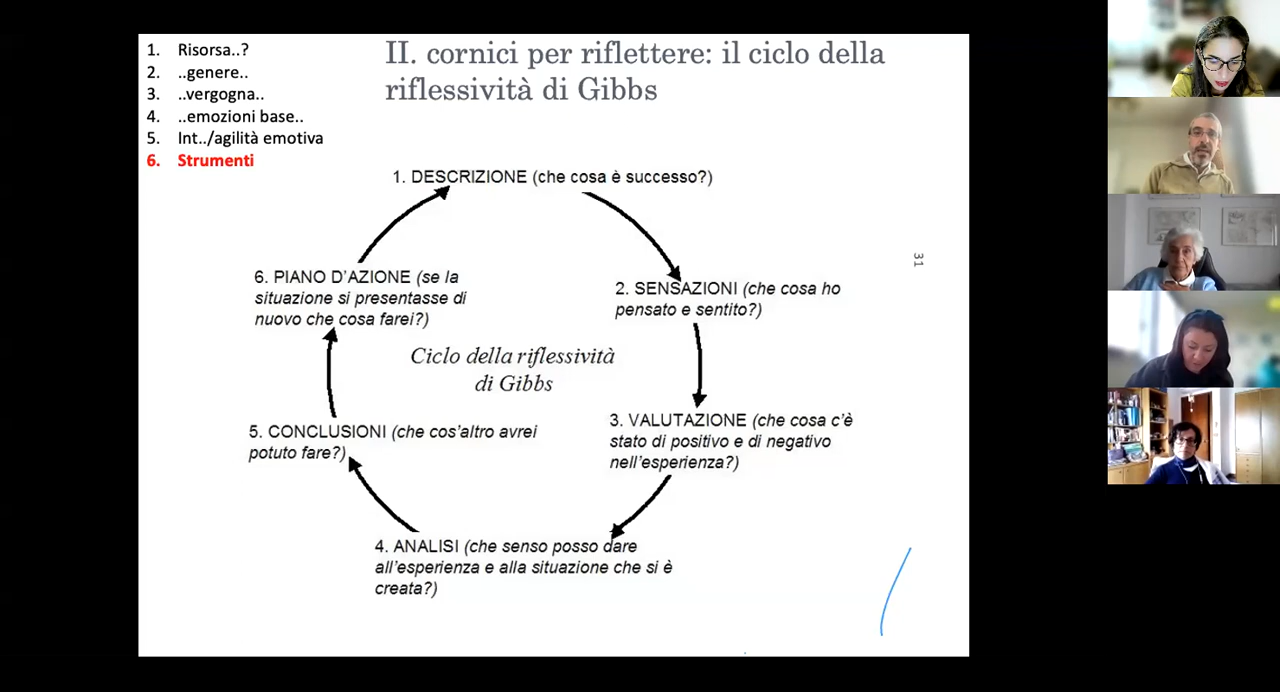 1. Risorsa..?
2. ..genere..
3. ..vergogna..
4. ..emozioni base..
5. Int../agilità emotiva
6. Strumenti
II. cornici per riflettere: il ciclo della
riflessività di Gibbs
1. DESCRIZIONE (che cosa è successo?)
2. SENSAZIONI (che cosa ho
pensato e sentito?)
3. VALUTAZIONE (che cosa c'è
stato di positivo e di negativo
nell'esperienza?)
4. ANALISI (che senso posso dare
all'esperienza e alla situazione che si è
creata?)
5. CONCLUSIONI (che cos'altro avrei
potuto fare?)
6. PIANO D'AZIONE (se la
situazione si presentasse di
nuovo che cosa farei?)
Ciclo della riflessività
di Gibbs
31